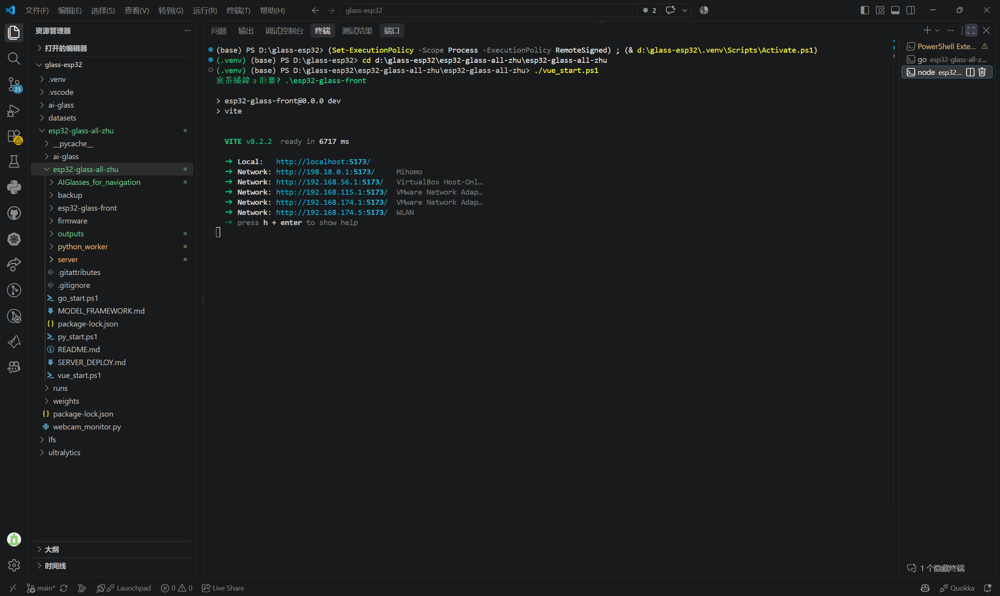 文件(F) 编辑(E) 选择(S) 查看(V) 转到(G) 运行(R) 终端(T) 帮助(H) glass-esp32 2
资源管理器
打开的编辑器
glass-esp32
.venv
.vscode
ai-glass
datasets
esp32-glass-all-zhu
__pycache__
ai-glass
esp32-glass-all-zhu
AIGlasses_for_navigation
backup
esp32-glass-front
firmware
outputs
python_worker
server
.gitattributes
.gitignore
go_start.ps1
MODEL_FRAMEWORK.md
package-lock.json
py_start.ps1
README.md
SERVER_DEPLOY.md
vue_start.ps1
runs
weights
package-lock.json
webcam_monitor.py
lfs
ultralytics
大纲
时间线
23
问题 输出 调试控制台 终端 测试结果 端口
(base) PS D:\glass-esp32> (Set-ExecutionPolicy -Scope Process -ExecutionPolicy RemoteSigned) ; (& d:\glass-esp32\.venv\Scripts\Activate.ps1)
(.venv) (base) PS D:\glass-esp32> cd d:\glass-esp32\esp32-glass-all-zhu\esp32-glass-all-zhu
(.venv) (base) PS D:\glass-esp32\esp32-glass-all-zhu\esp32-glass-all-zhu> ./vue_start.ps1
.\esp32-glass-front
> esp32-glass-front@0.0.0 dev
> vite
VITE v8.2.2 ready in 6717 ms
➜ Local: http://localhost:5173/
➜ Network: http://198.18.0.1:5173/ Mihomo
➜ Network: http://192.168.56.1:5173/ VirtualBox Host-Onl…
➜ Network: http://192.168.115.1:5173/ VMware Network Adap…
➜ Network: http://192.168.174.1:5173/ VMware Network Adap…
➜ Network: http://192.168.174.5:5173/ WLAN
➜ press h + enter to show help
PowerShell Exte...
go esp32-glass-all-z...
node esp32...
1 个隐藏终端
main* Launchpad 0 0 Live Share Quokka